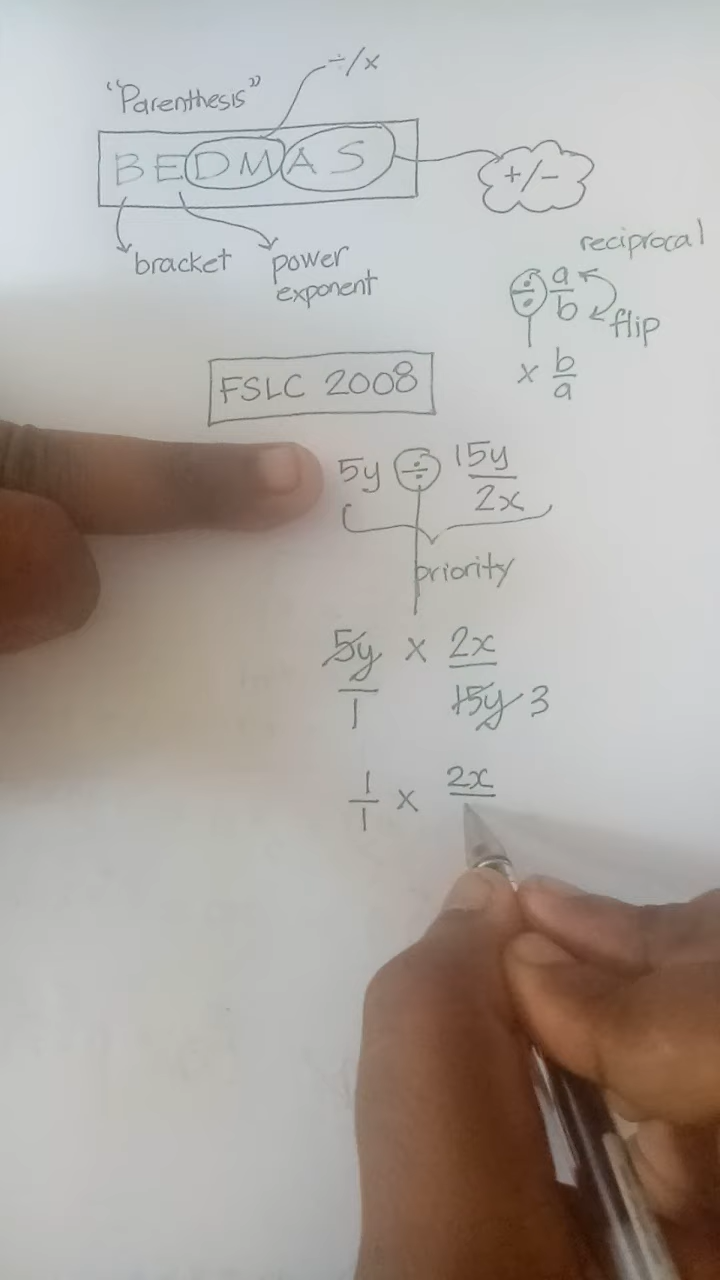 ÷/x
"Parenthesis"
BEDMAS
+/-
bracket
power
exponent
reciprocal
÷ a/b
flip
x b/a
FSLC 2008
5y ÷ 15y/2x
priority
5y/1 x 2x/15y 3
1/1 x 2x